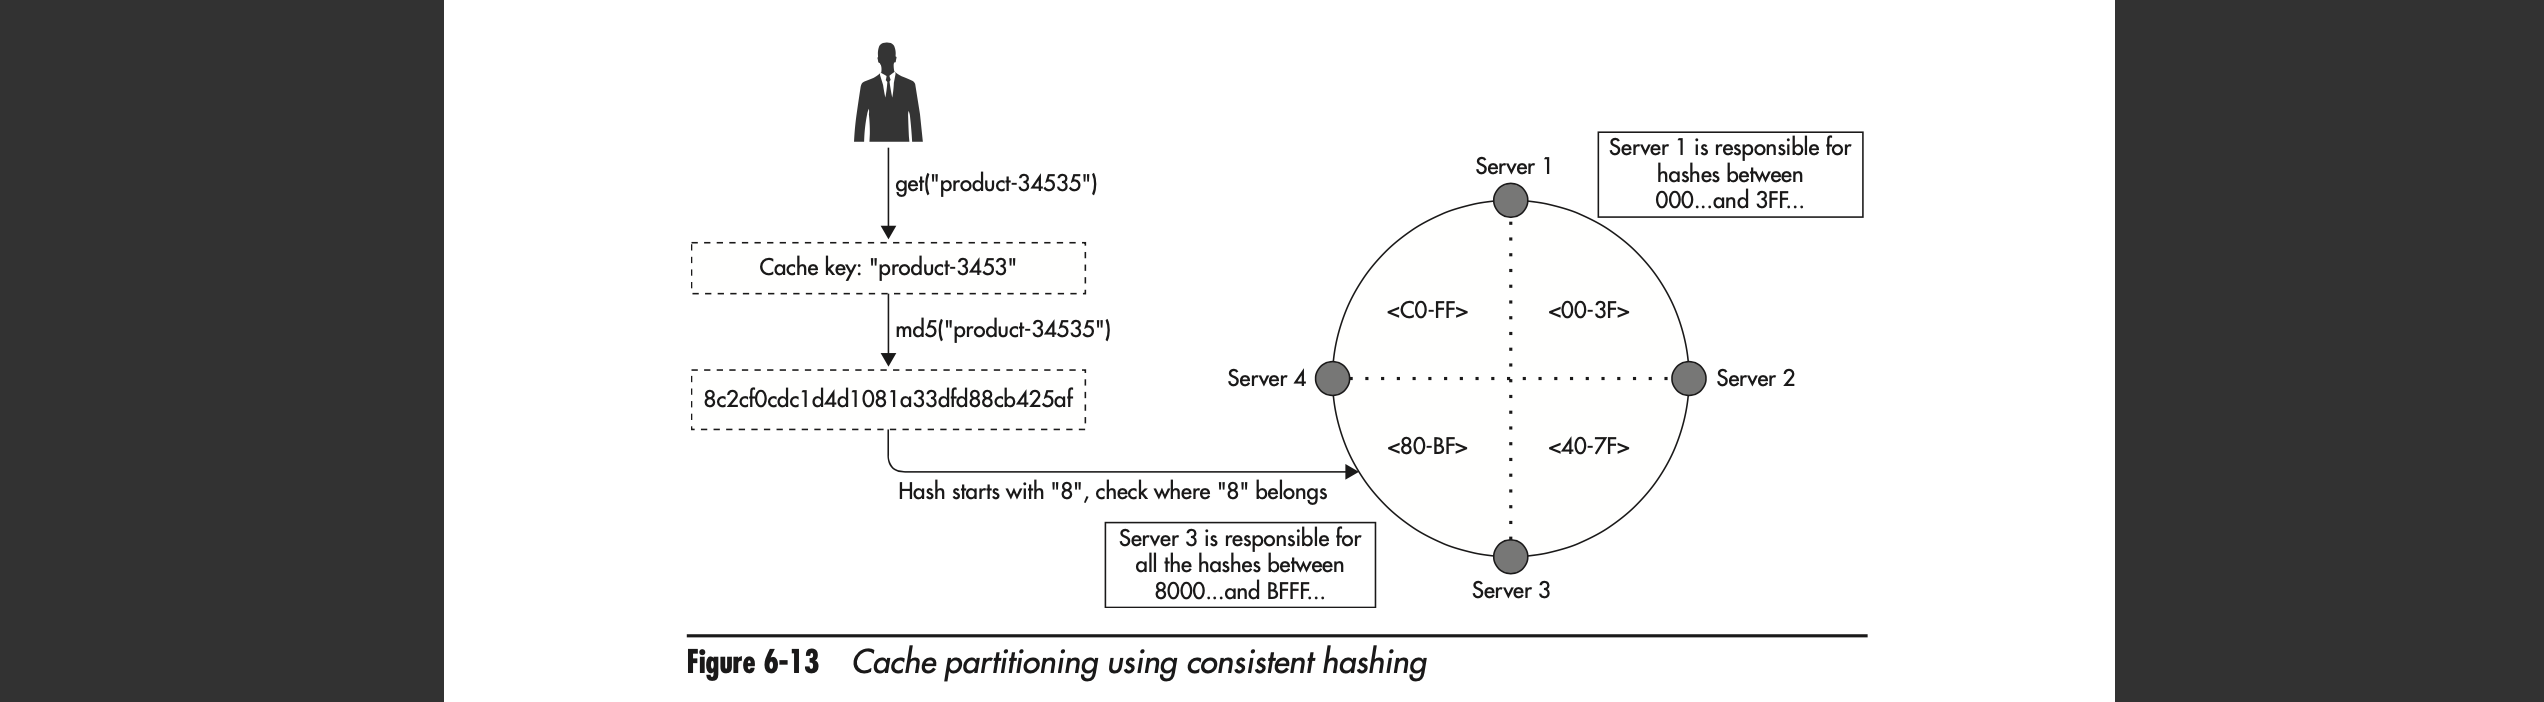 get("product-34535")
Cache key: "product-3453"
md5("product-34535")
8c2cf0cdc1d4d1081a33dfd88cb425af
Hash starts with "8", check where "8" belongs
Server 1
Server 1 is responsible for
hashes between
000...and 3FF...
<C0-FF>
<00-3F>
Server 4
Server 2
<80-BF>
<40-7F>
Server 3 is responsible for
all the hashes between
8000...and BFFF...
Server 3
Figure 6-13 Cache partitioning using consistent hashing